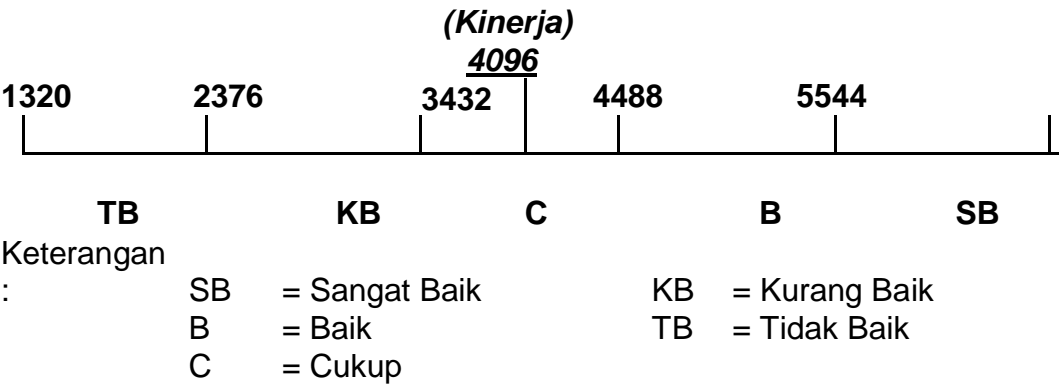 (Kinerja)
4096
1320 2376 3432 4488 5544
TB KB C B SB
Keterangan
: SB = Sangat Baik KB = Kurang Baik
B = Baik TB = Tidak Baik
C = Cukup